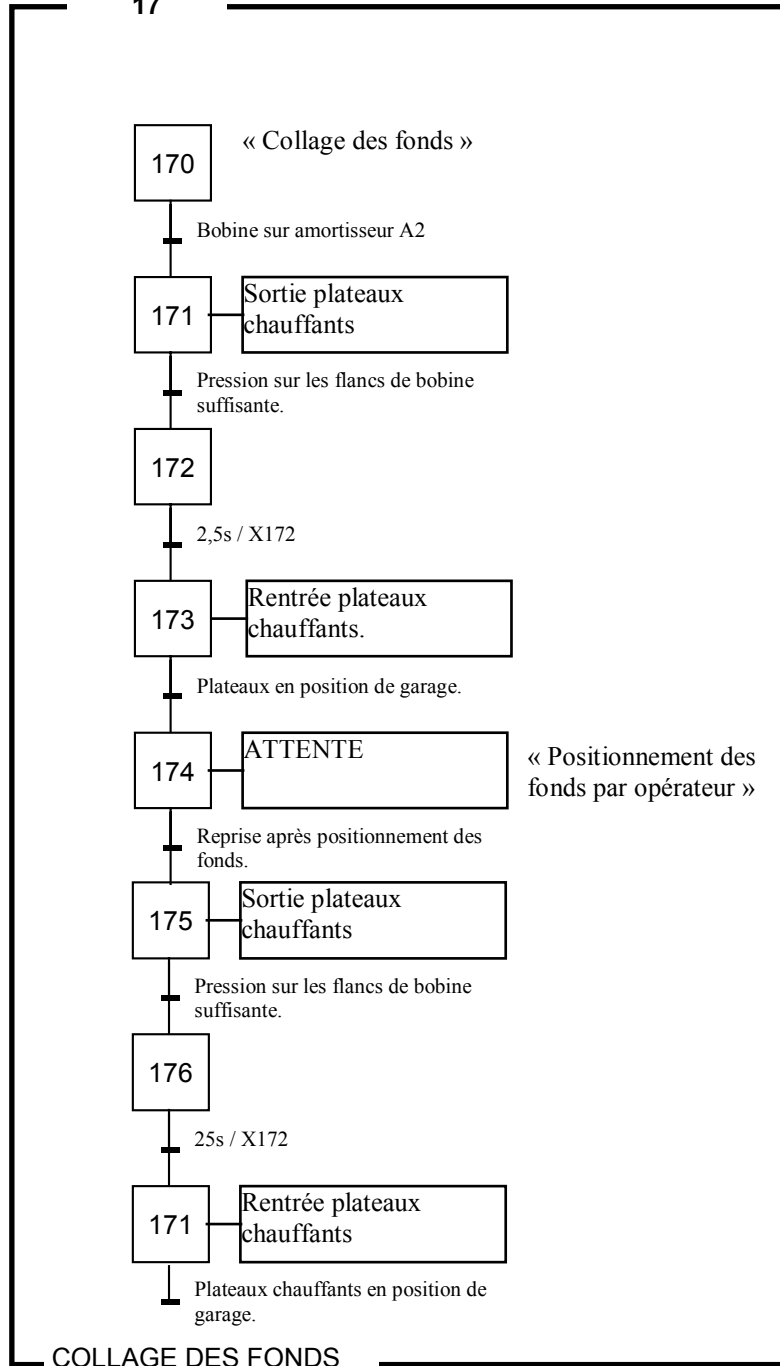 17
170
« Collage des fonds »
Bobine sur amortisseur A2
171
Sortie plateaux
chauffants
Pression sur les flancs de bobine
suffisante.
172
2,5s / X172
173
Rentrée plateaux
chauffants.
Plateaux en position de garage.
174
ATTENTE
« Positionnement des
fonds par opérateur »
Reprise après positionnement des
fonds.
175
Sortie plateaux
chauffants
Pression sur les flancs de bobine
suffisante.
176
25s / X172
171
Rentrée plateaux
chauffants
Plateaux chauffants en position de
garage.
COLLAGE DES FONDS